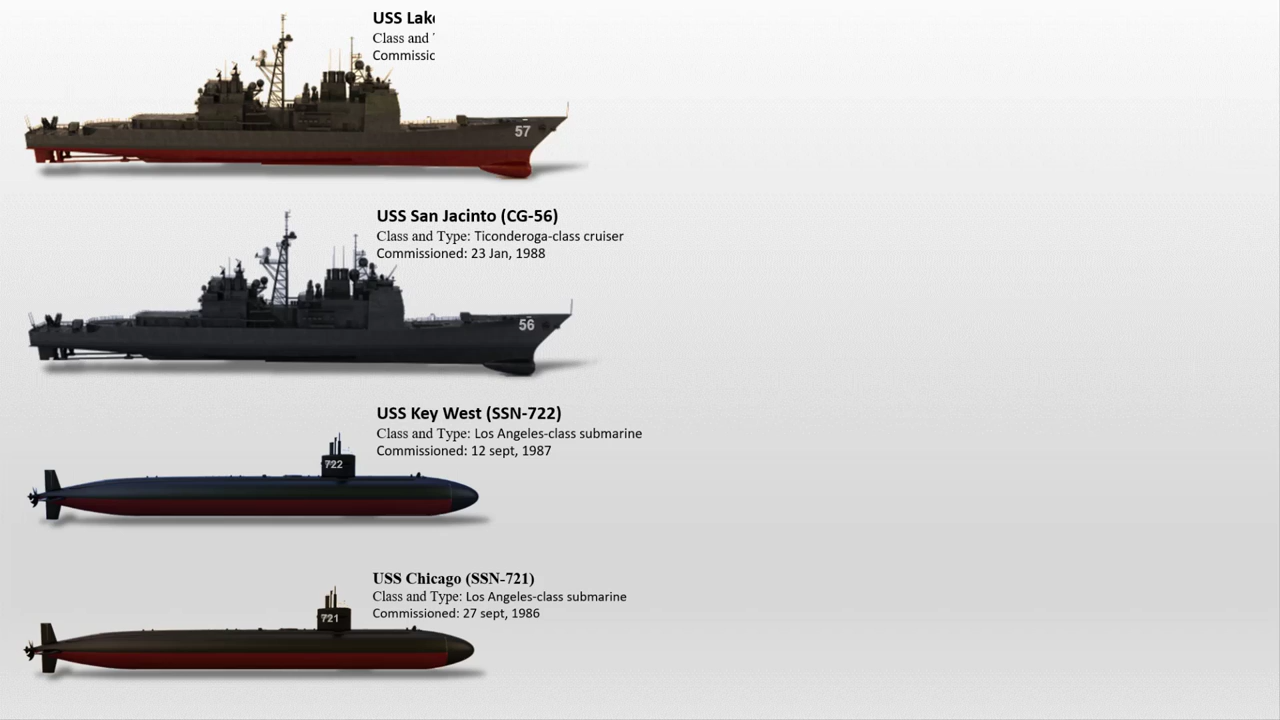 USS Lake
Class and
57
USS San Jacinto (CG-56)
Class and Type: Ticonderoga-class cruiser
Commissioned: 23 Jan, 1988
56
USS Key West (SSN-722)
Class and Type: Los Angeles-class submarine
Commissioned: 12 sept, 1987
722
USS Chicago (SSN-721)
Class and Type: Los Angeles-class submarine
Commissioned: 27 sept, 1986
721